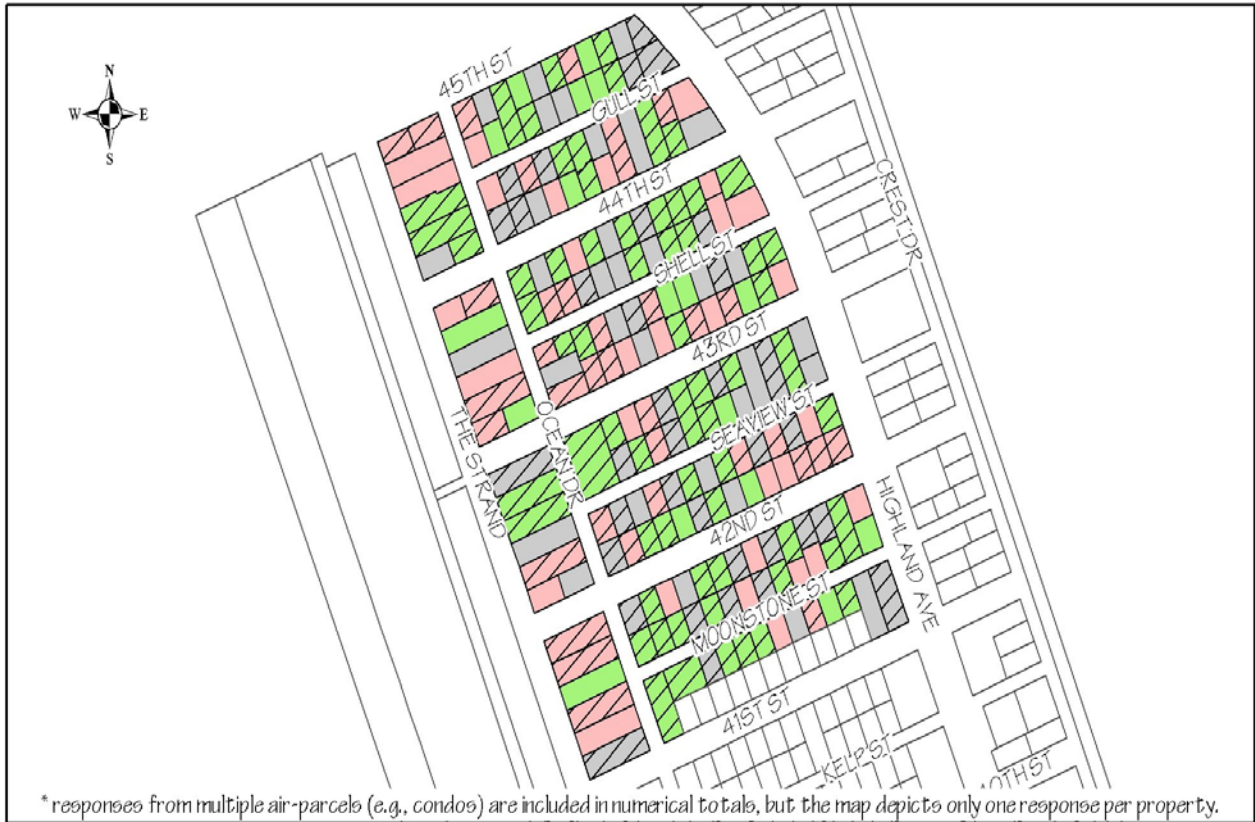 N
W E
S
45TH ST
GULL ST
44TH ST
SHELL ST
43RD ST
SEAVIEW ST
42ND ST
MOONSTONE ST
41ST ST
KELP ST
CREST DR
HIGHLAND AVE
OCEAN DR
THE STRAND
* responses from multiple air-parcels (e.g., condos) are included in numerical totals, but the map depicts only one response per property.